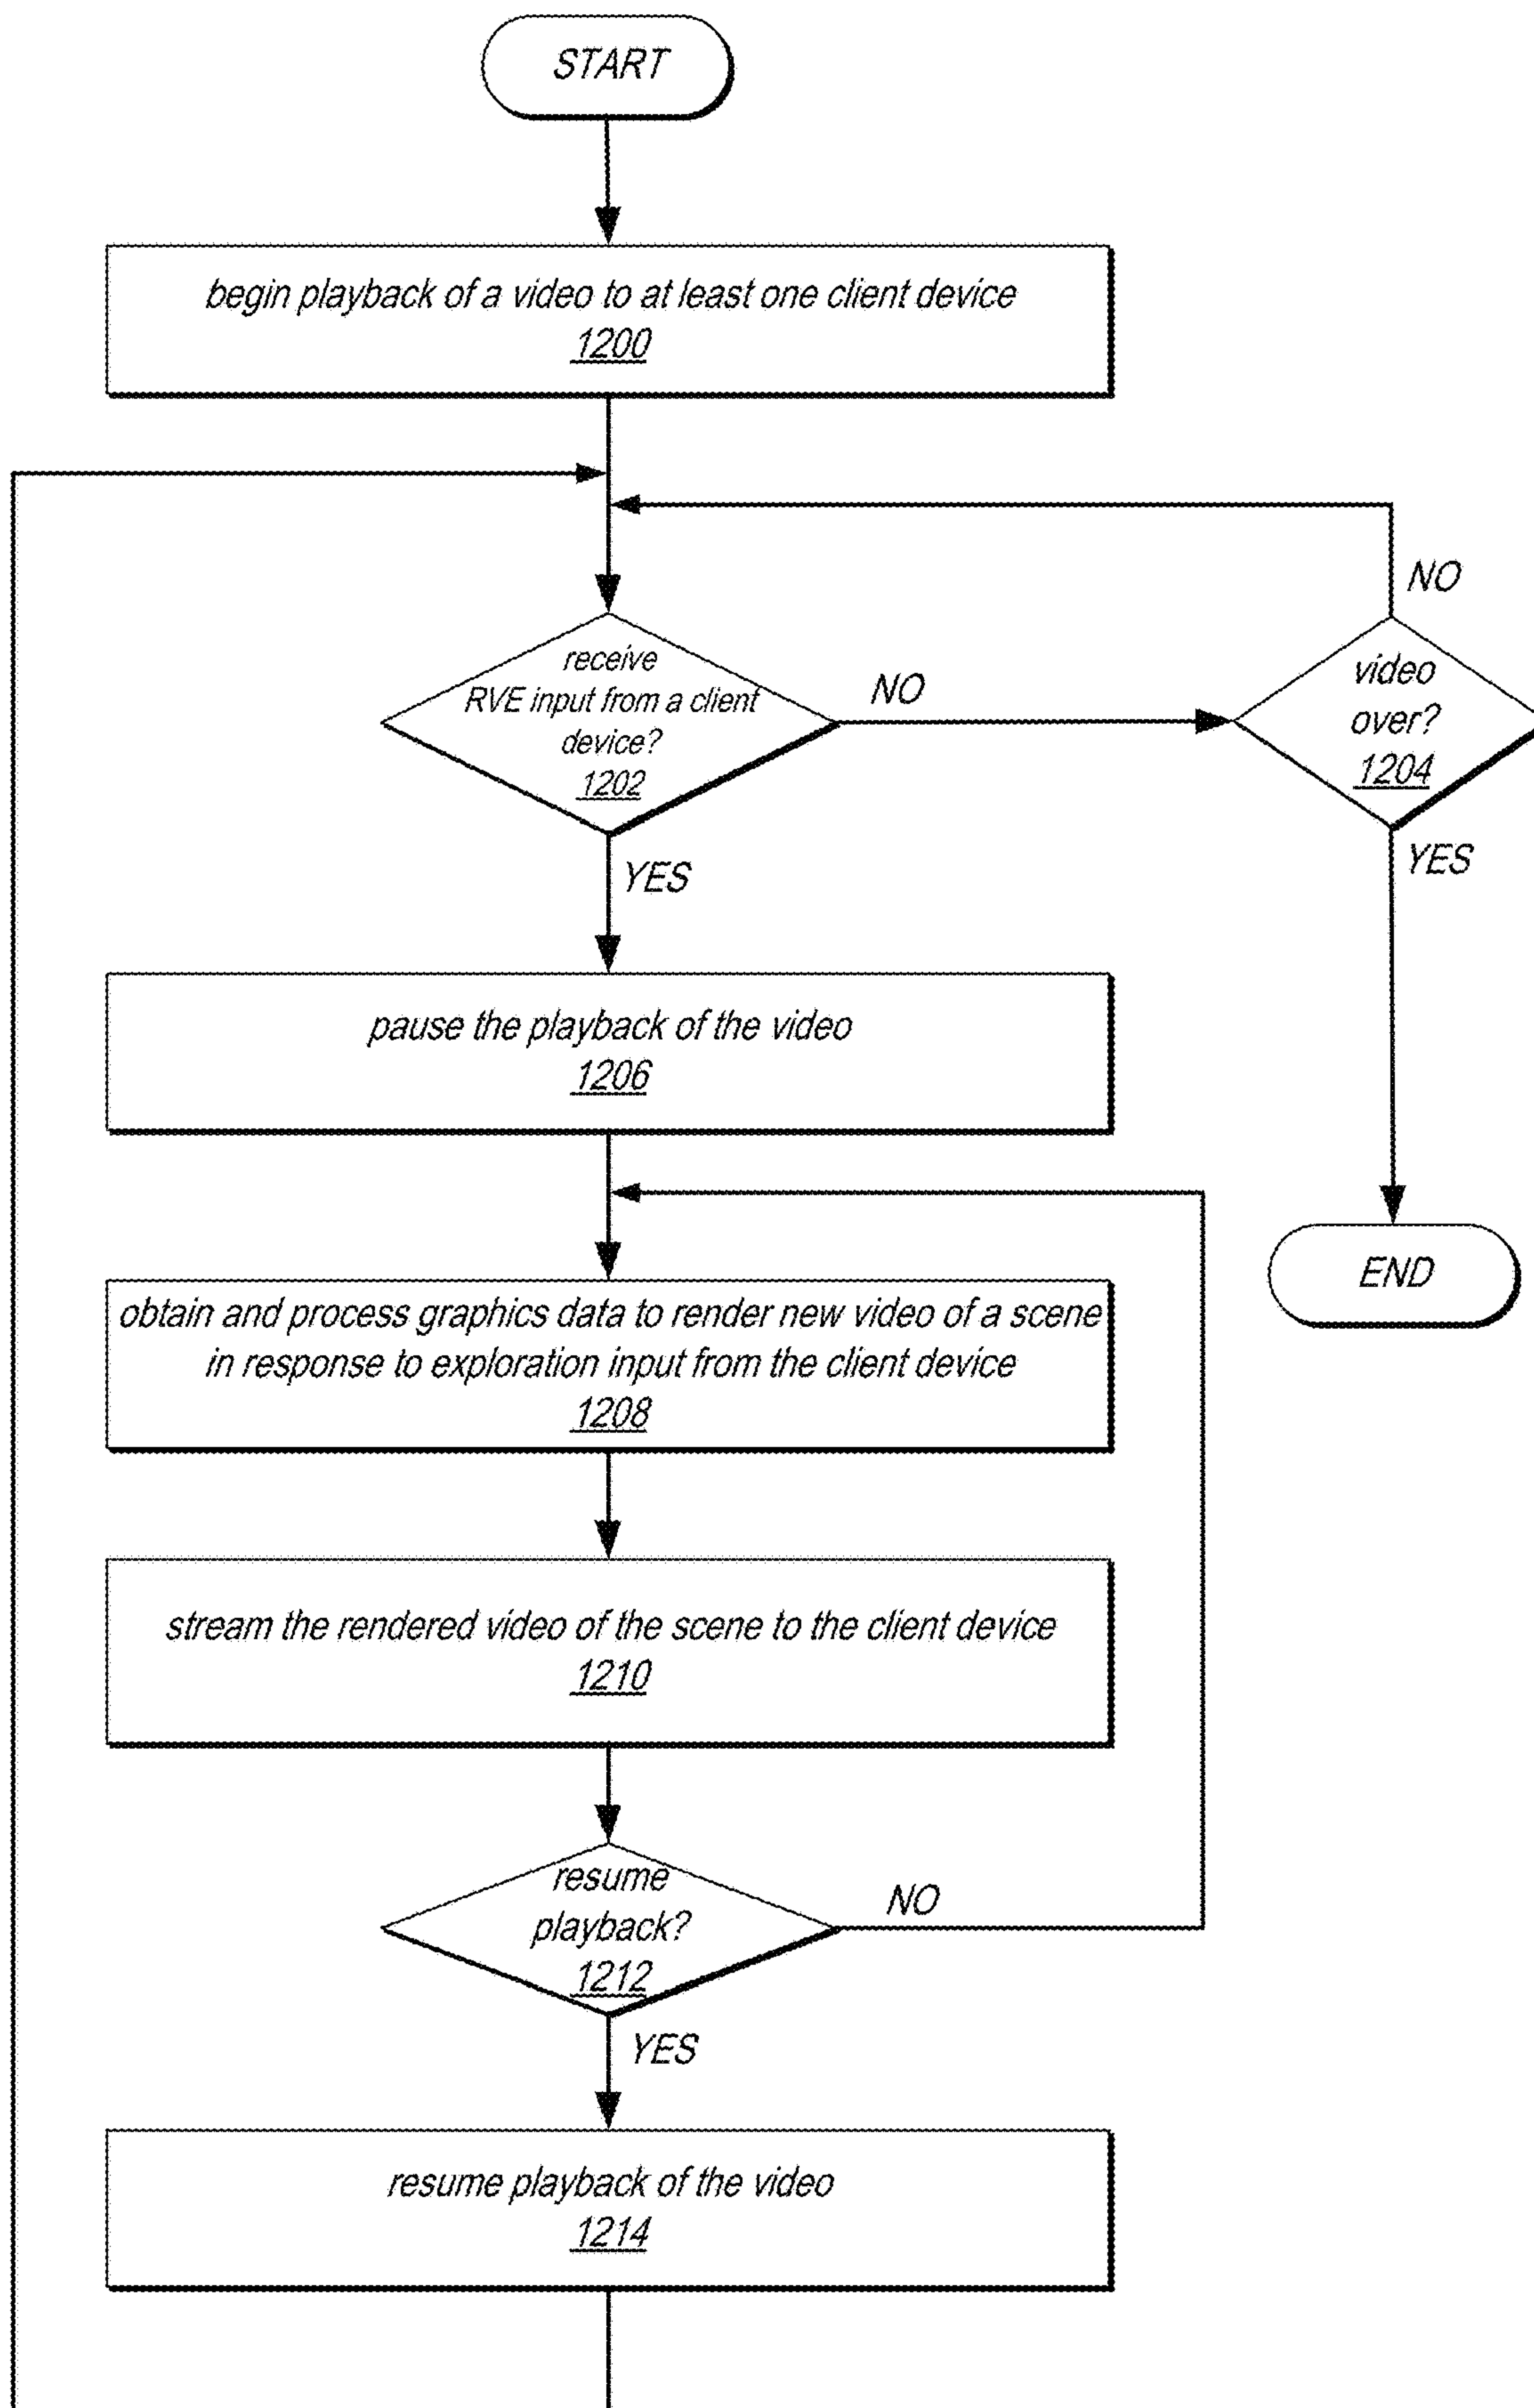 START
begin playback of a video to at least one client device
1200
NO
receive
RVE input from a client
device?
1202
NO
video
over?
1204
YES
YES
pause the playback of the video
1206
END
obtain and process graphics data to render new video of a scene
in response to exploration input from the client device
1208
stream the rendered video of the scene to the client device
1210
resume
playback?
1212
NO
YES
resume playback of the video
1214